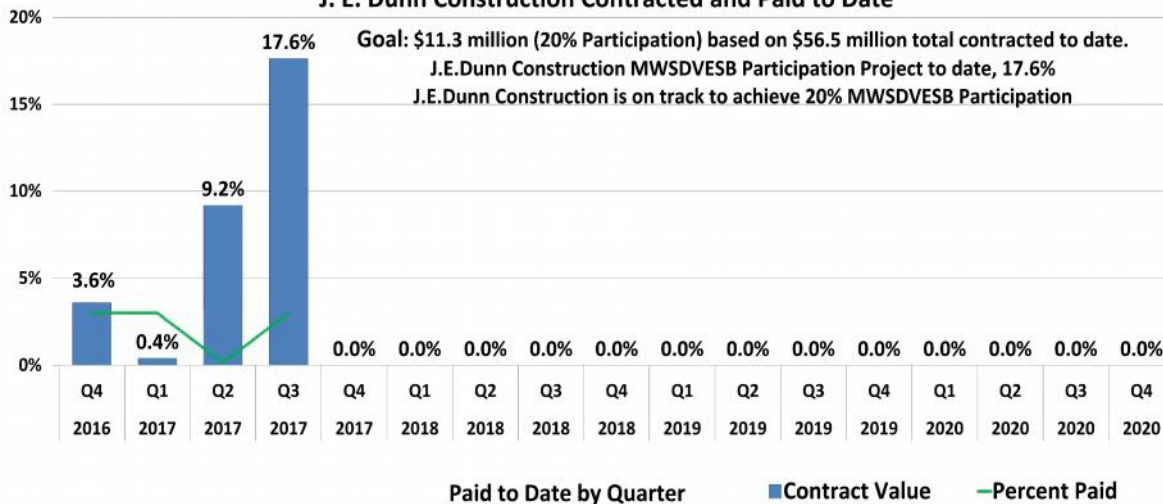 J. E. Dunn Construction Contracted and Paid to Date
20%
17.6%
Goal: $11.3 million (20% Participation) based on $56.5 million total contracted to date.
J.E.Dunn Construction MWSDVESB Participation Project to date, 17.6%
J.E.Dunn Construction is on track to achieve 20% MWSDVESB Participation
15%
10%
9.2%
5%
3.6%
0.4%
0%
0.0% 0.0% 0.0% 0.0% 0.0% 0.0% 0.0% 0.0% 0.0% 0.0% 0.0% 0.0% 0.0%
Q4 Q1 Q2 Q3 Q4 Q1 Q2 Q3 Q4 Q1 Q2 Q3 Q4 Q1 Q2 Q3 Q4
2016 2017 2017 2017 2017 2018 2018 2018 2018 2019 2019 2019 2019 2020 2020 2020 2020
Paid to Date by Quarter Contract Value Percent Paid